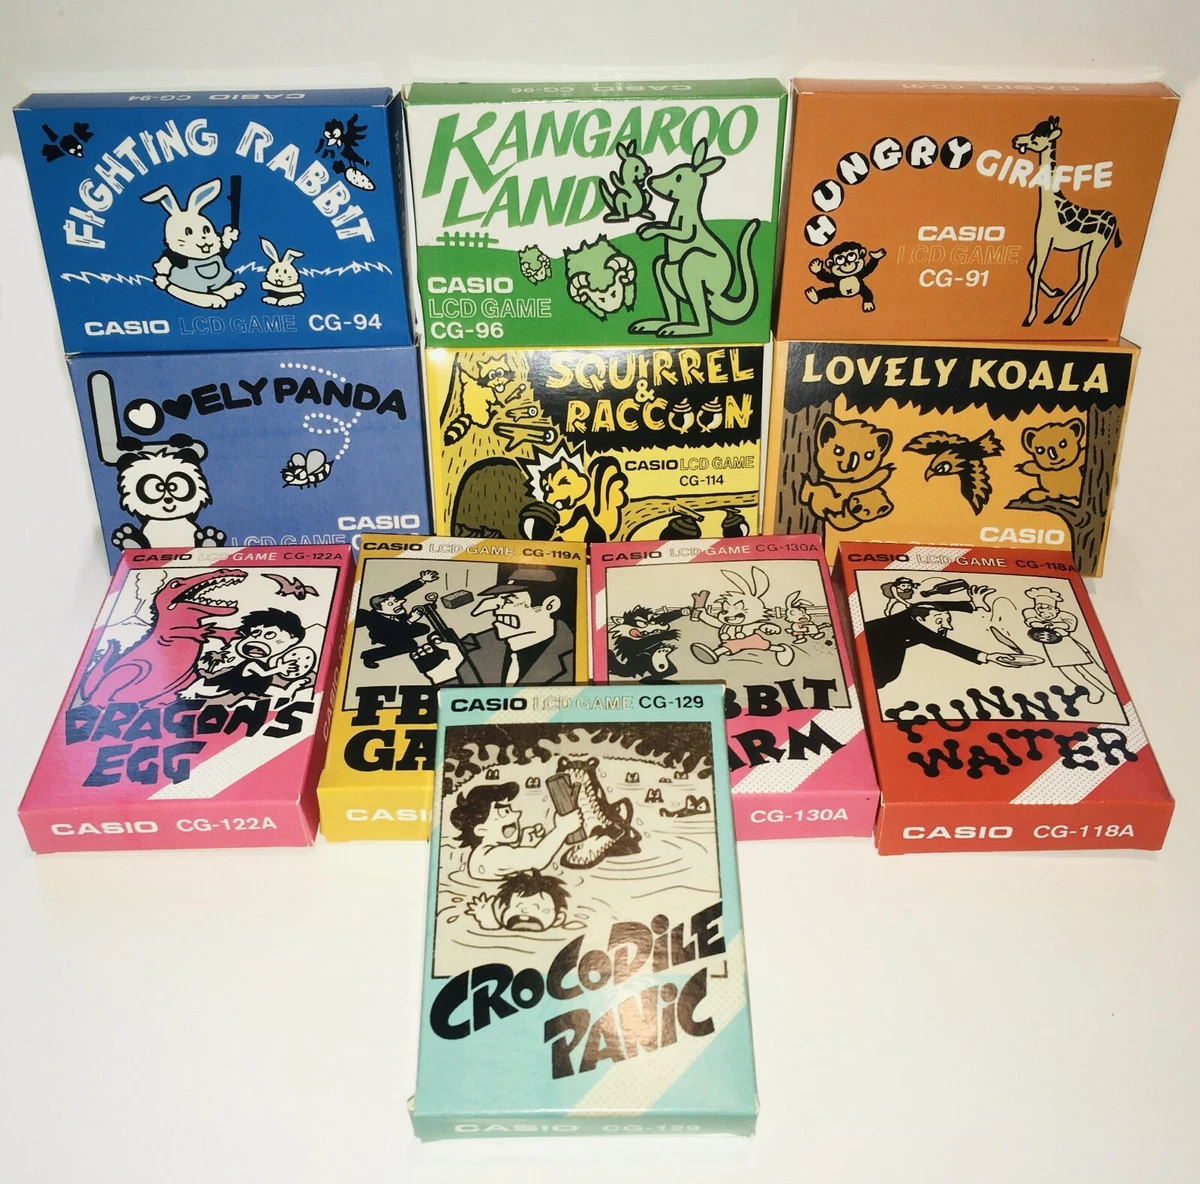 CASIO CG-94
FIGHTING RABBIT
CASIO LCD GAME CG-94
CASIO CG-96
KANGAROO
LAND
CASIO
LCD GAME
CG-96
CASIO CG-91
HUNGRY GIRAFFE
CASIO
LCD GAME
CG-91
LOVELY PANDA
CASIO
LCD GAME
SQUIRREL
&
RACCOON
CASIO LCD GAME
CG-114
LOVELY KOALA
CASIO
CASIO LCD GAME CG-122A
DRAGON'S
EGG
CASIO CG-122A
CASIO LCD GAME CG-119A
CASIO LCD GAME CG-130A
CG-130A
CASIO LCD GAME CG-118A
FUNNY
WAITER
CASIO CG-118A
CASIO LCD GAME CG-129
CROCODILE
PANIC
CASIO CG-129